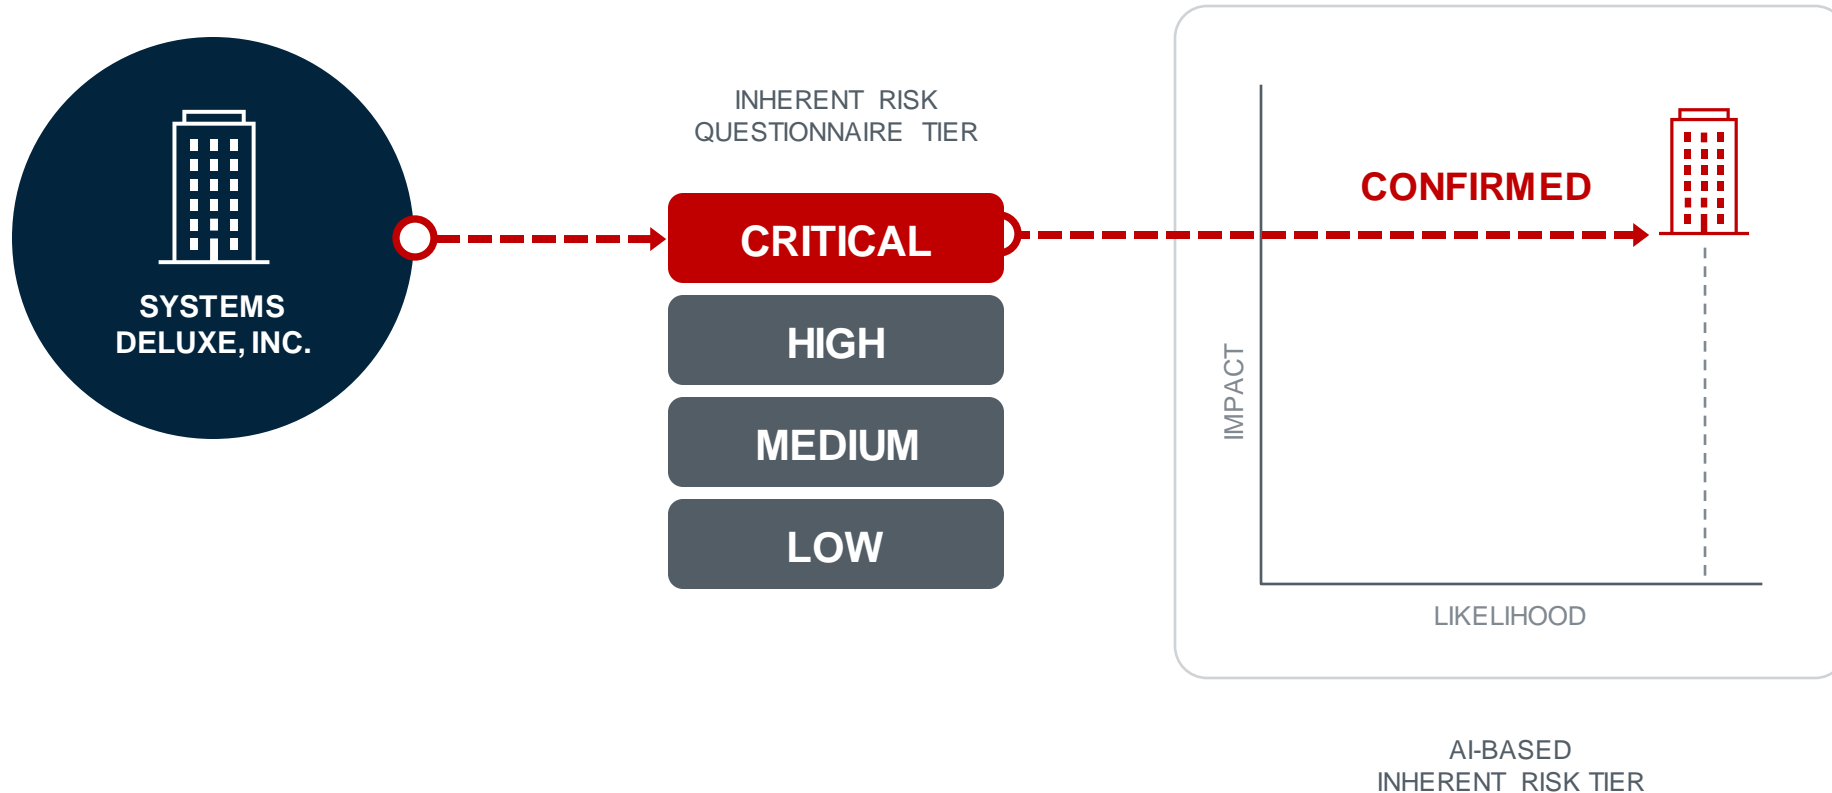 SYSTEMS
DELUXE, INC.
INHERENT RISK
QUESTIONNAIRE TIER
CRITICAL
HIGH
MEDIUM
LOW
CONFIRMED
IMPACT
LIKELIHOOD
AI-BASED
INHERENT RISK TIER